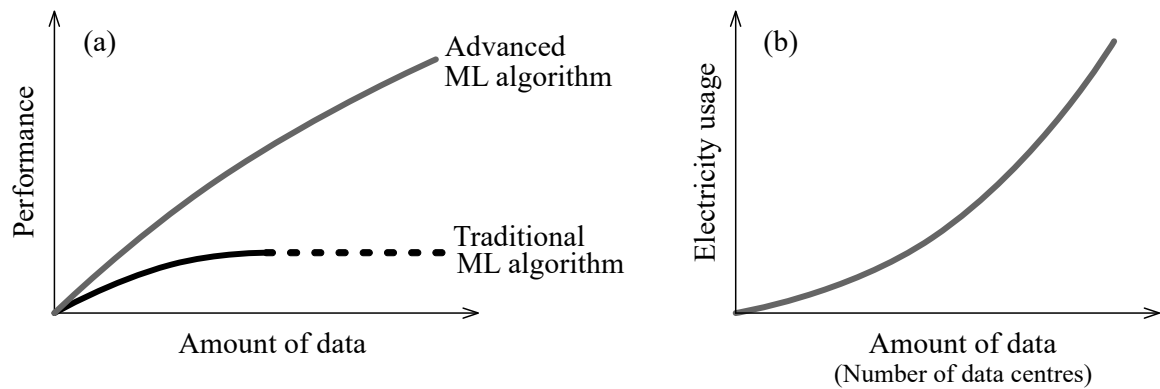 (a)
Performance
Advanced
ML algorithm
Traditional
ML algorithm
Amount of data
(b)
Electricity usage
Amount of data
(Number of data centres)